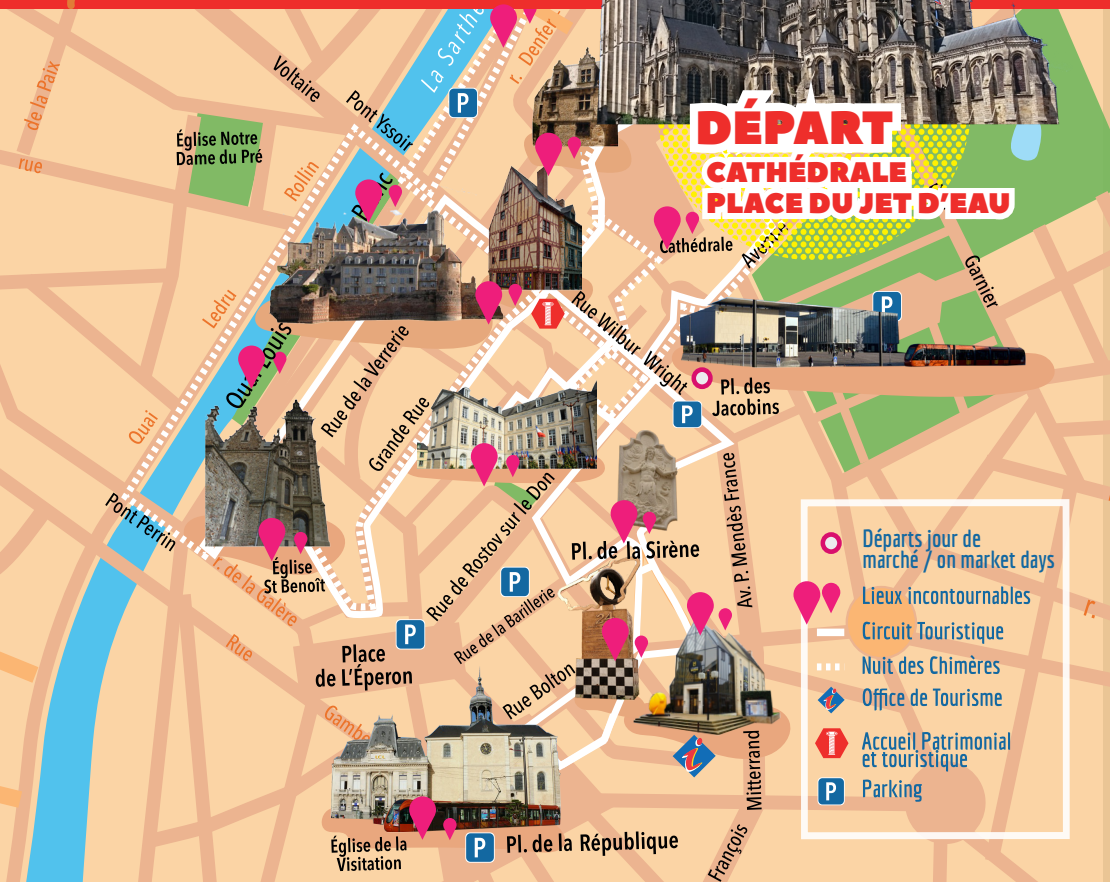 La Sarthe
r. Denfer
Voltaire
Pont Yssoir
de la Paix
P
DÉPART
CATHÉDRALE
PLACE DU JET D'EAU
Église Notre
Dame du Pré
rue
Rollin
Cathédrale
Garnier
P
Ledru
Rue Wilbur Wright
Louis
Rue de la Verrerie
Grande Rue
Quai
Pl. des
Jacobins
P
Pont Perrin
Rue de Rostov sur le Don
Av. P. Mendès France
Pl. de la Sirène
Église
St Benoît
r. de la Galère
P
Rue de la Barillerie
P
Rue
Place
de L'Éperon
Rue Bolton
i
Mitterrand
François
Église de la
Visitation
P
Pl. de la République
Départs jour de
marché / on market days
Lieux incontournables
Circuit Touristique
Nuit des Chimères
i
Office de Tourisme
Accueil Patrimonial
et touristique
P
Parking
r.